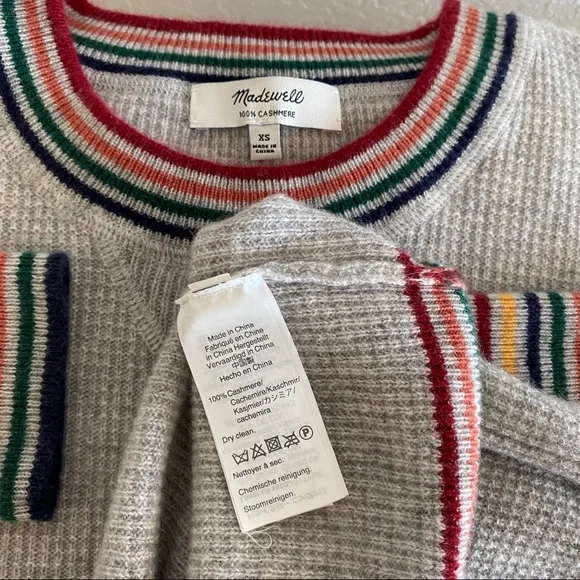 Madewell
100% CASHMERE
XS
MADE IN
CHINA
Made in China
Fabriqué en Chine
in China Hergestellt
Vervaardigd in China
中国製
Hecho en China
100% Cashmere/
Cachemire/Kaschmir/
Kasjmier/カシミア/
cachemira
Dry clean.
P
Nettoyer à sec.
Chemische reinigung.
Stoomreinigen.